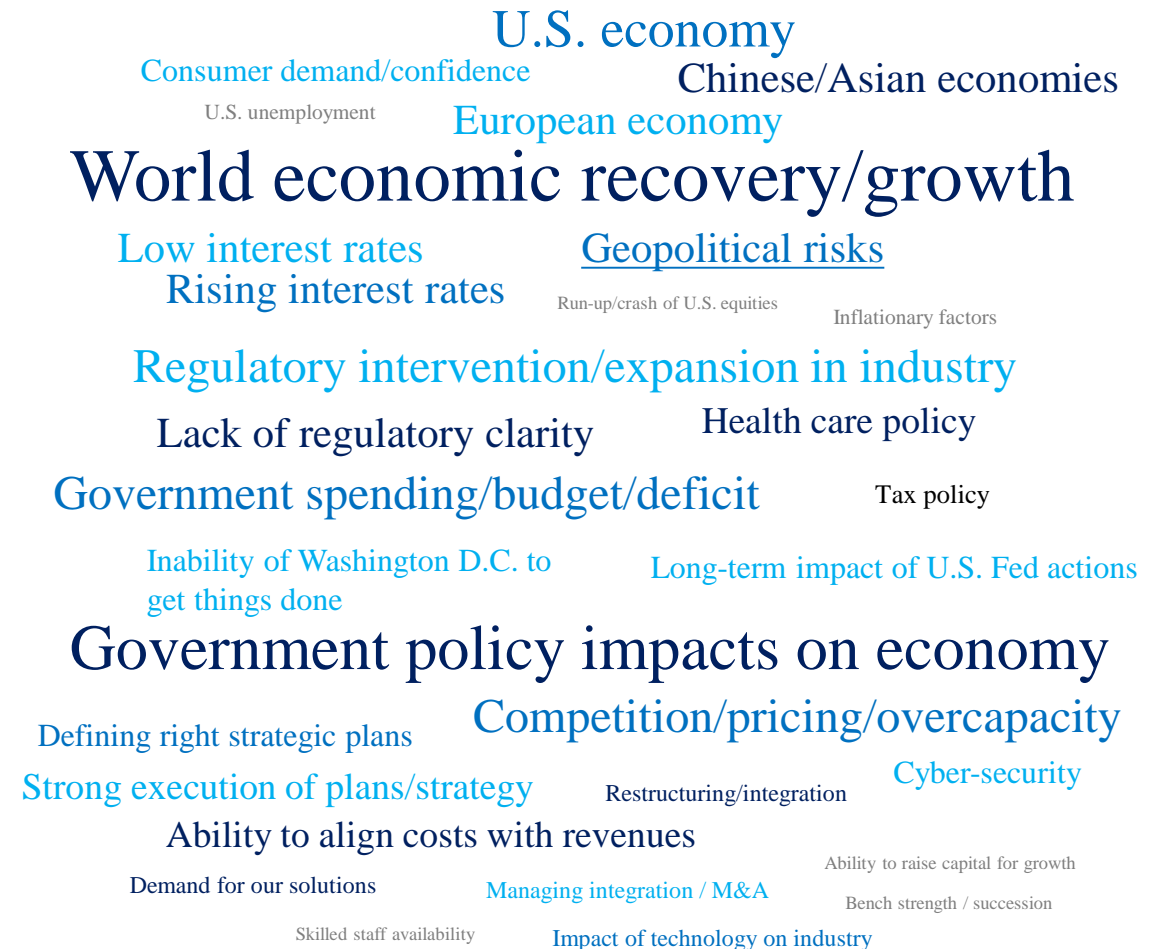 U.S. economy
Consumer demand/confidence
Chinese/Asian economies
U.S. unemployment
European economy
World economic recovery/growth
Low interest rates
Geopolitical risks
Rising interest rates
Run-up/crash of U.S. equities
Inflationary factors
Regulatory intervention/expansion in industry
Lack of regulatory clarity
Health care policy
Government spending/budget/deficit
Tax policy
Inability of Washington D.C. to
get things done
Long-term impact of U.S. Fed actions
Government policy impacts on economy
Competition/pricing/overcapacity
Defining right strategic plans
Strong execution of plans/strategy
Cyber-security
Restructuring/integration
Ability to align costs with revenues
Ability to raise capital for growth
Demand for our solutions
Managing integration / M&A
Bench strength / succession
Skilled staff availability
Impact of technology on industry